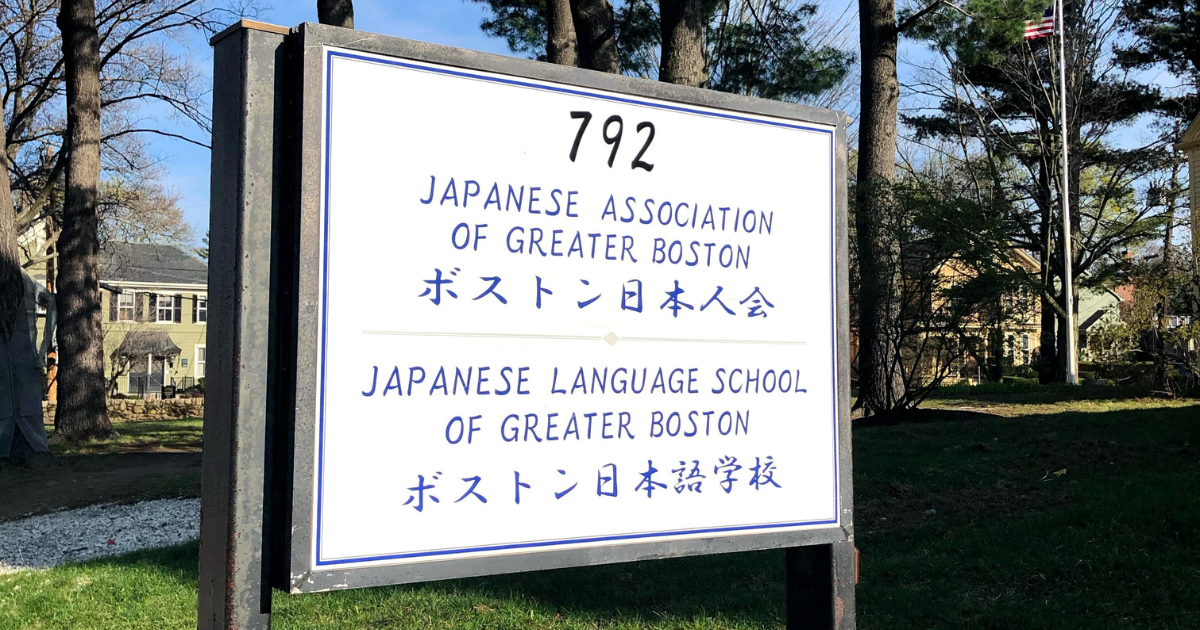 792
JAPANESE ASSOCIATION
OF GREATER BOSTON
ボストン日本人会
JAPANESE LANGUAGE SCHOOL
OF GREATER BOSTON
ボストン日本語学校